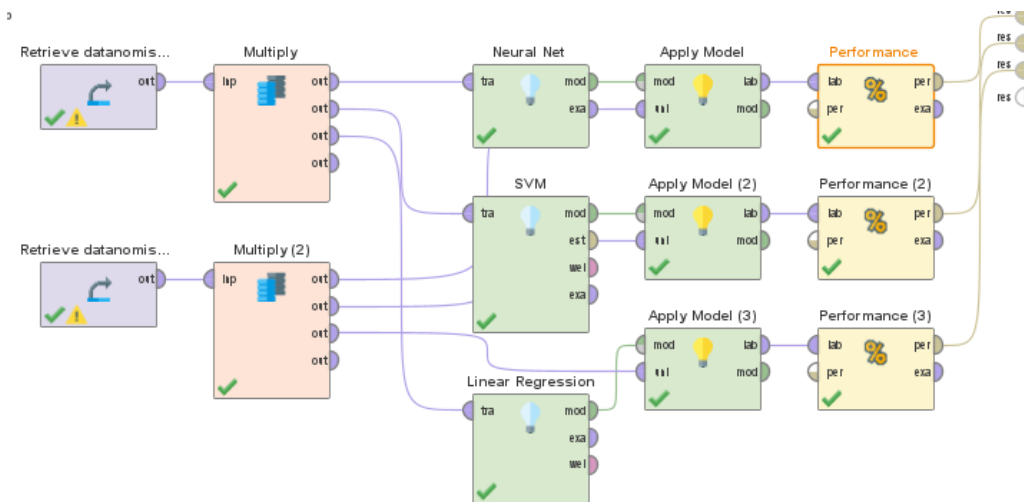 res
res
Retrieve datanomis...
Multiply
Neural Net
Apply Model
Performance
res
out
inp
out
tra
mod
mod
lab
lab
per
res
out
exa
unl
mod
per
exa
out
out
SVM
Apply Model (2)
Performance (2)
tra
mod
mod
lab
lab
per
est
unl
mod
per
exa
Retrieve datanomis...
Multiply (2)
wei
out
inp
out
exa
out
Apply Model (3)
Performance (3)
out
mod
lab
lab
per
out
unl
mod
per
exa
Linear Regression
tra
mod
exa
wei